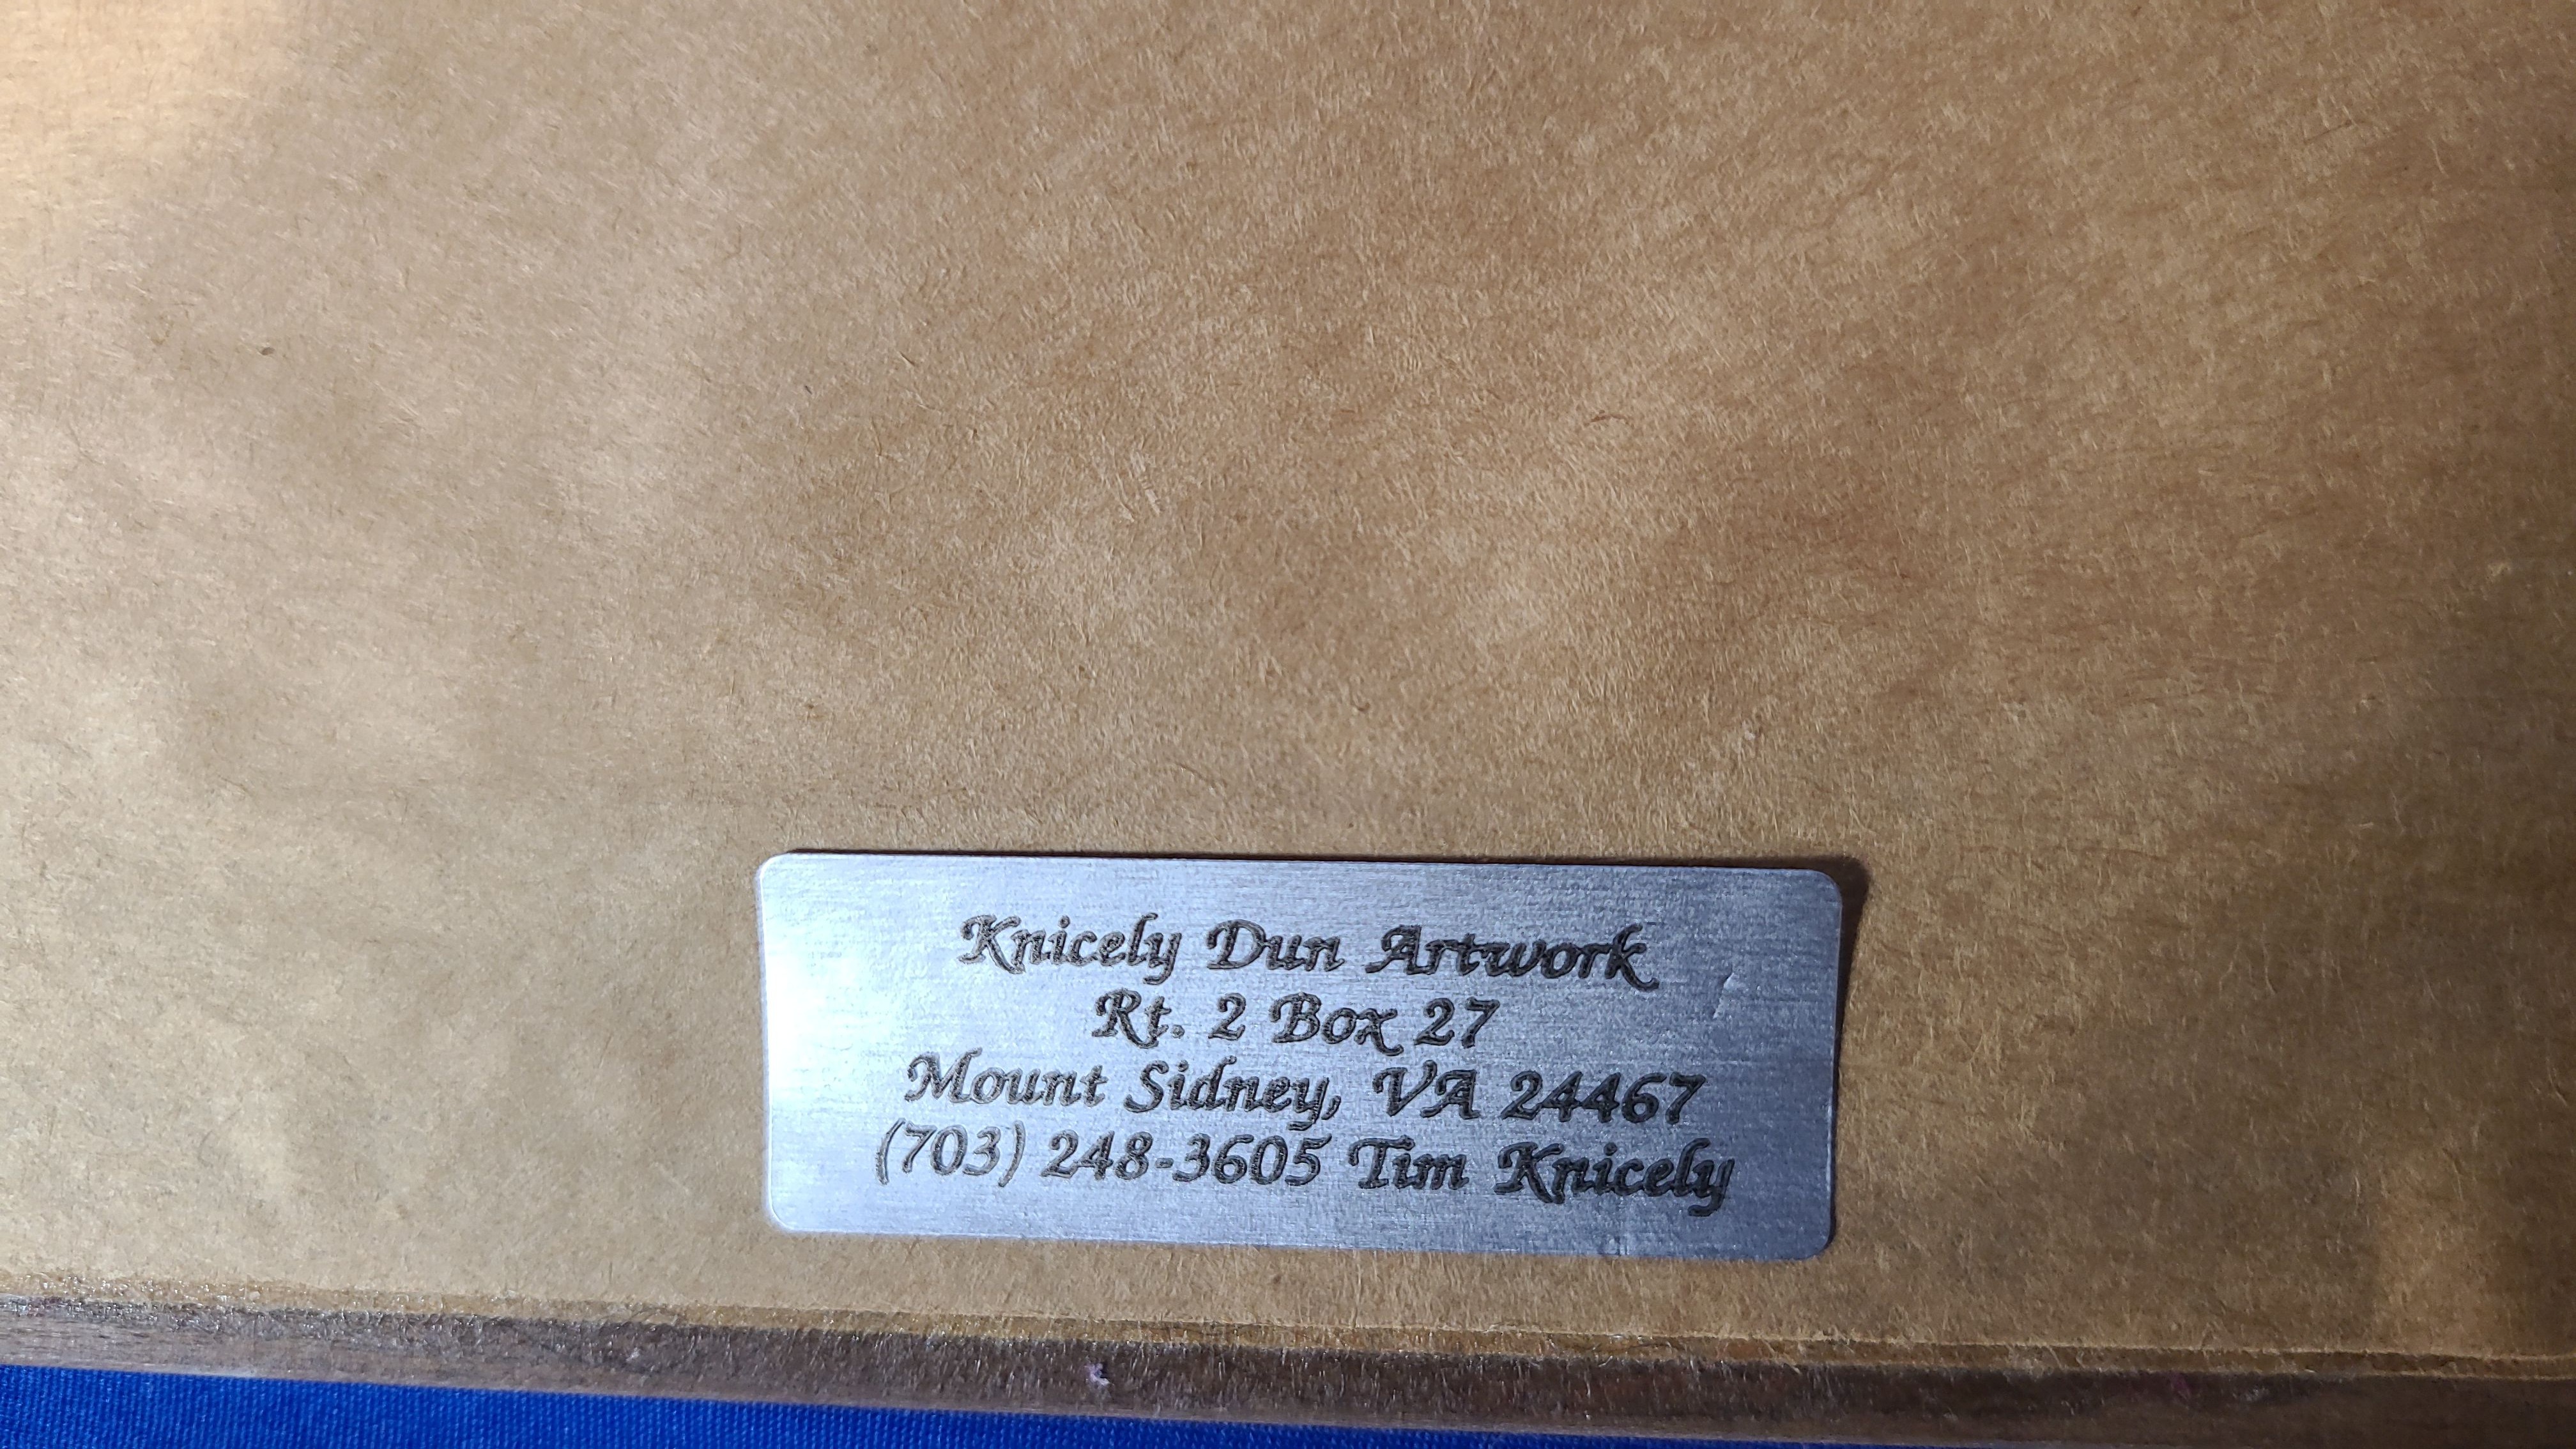 Knicely Dun Artwork
Rt. 2 Box 27
Mount Sidney, VA 24467
(703) 248-3605 Tim Knicely